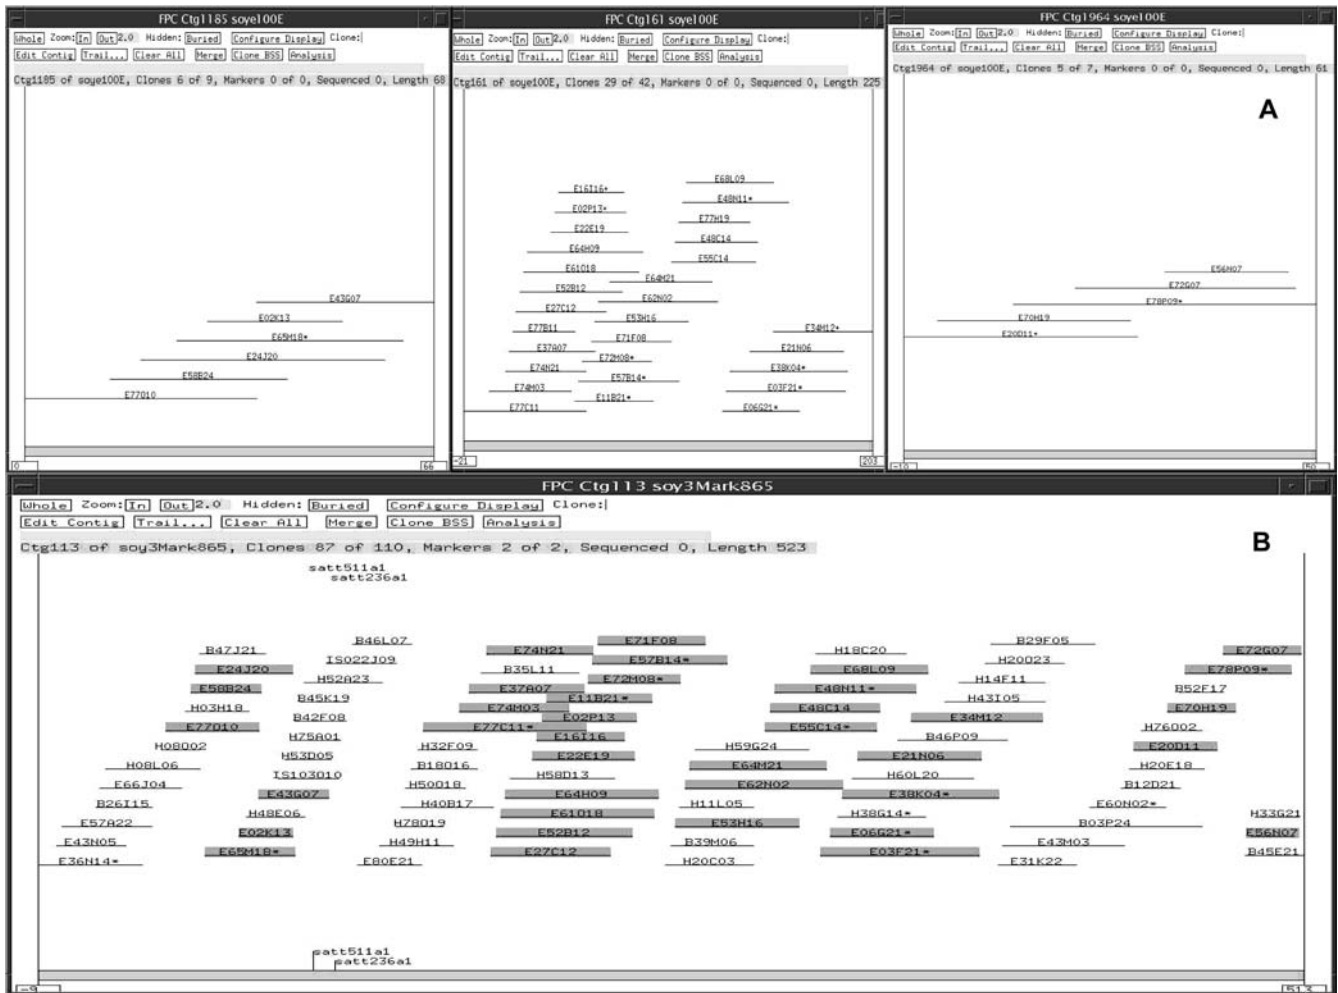 FPC Ctg1185 soye100E
Whole Zoom: In Out 2.0 Hidden: Buried Configure Display Clone:
Edit Contig Trail... Clear All Merge Clone BSS Analysis
Ctg1185 of soye100E, Clones 6 of 9, Markers 0 of 0, Sequenced 0, Length 68
E43G07
E02K13
E65M18*
E24J20
E58B24
E77O10
0 66
FPC Ctg161 soye100E
Whole Zoom: In Out 2.0 Hidden: Buried Configure Display Clone:
Edit Contig Trail... Clear All Merge Clone BSS Analysis
Ctg161 of soye100E, Clones 29 of 42, Markers 0 of 0, Sequenced 0, Length 225
E68L09
E16I16+
E48N11*
E02P13*
E77H19
E22E19
E48C14
E64H09
E55C14
E61O18
E64M21
E52B12
E62N02
E27C12
E53H16
E77B11
E34M12+
E71F08
E37A07
E21N06
E72M08*
E74N21
E38K04*
E57B14*
E74M03
E03F21*
E11B21*
E77C11
E06G21*
-21 203
FPC Ctg1964 soye100E
Whole Zoom: In Out 2.0 Hidden: Buried Configure Display Clone:
Edit Contig Trail... Clear All Merge Clone BSS Analysis
Ctg1964 of soye100E, Clones 5 of 7, Markers 0 of 0, Sequenced 0, Length 61
A
E56N07
E72G07
E78P09*
E70H19
E20D11*
-10 50
FPC Ctg113 soy3Mark865
Whole Zoom: In Out 2.0 Hidden: Buried Configure Display Clone:
Edit Contig Trail... Clear All Merge Clone BSS Analysis
Ctg113 of soy3Mark865, Clones 87 of 110, Markers 2 of 2, Sequenced 0, Length 523
B
satt511a1
satt236a1
B46L07 E71F08 B29F05
B47J21 E74N21 H18C20 E72G07
IS022J09 E57B14* H20O23
E24J20 B35L11 E68L09 E78P09*
H52A23 E72M08* H14F11
E58B24 E37A07 E48N11* B52F17
B45K19 E11B21* H43I05
H03H18 E74M03 E48C14 E70H19
B42F08 E02P13 E34M12
E77O10 E77C11* E55C14* H76O02
H75A01 E16I16 B46P09
H08O02 H32F09 H59G24 E20D11
H53D05 E22E19 E21N06
H08L06 B18O16 E64M21 H20E18
IS103O10 H58D13 H60L20
E66J04 H50O18 E62N02 B12D21
E43G07 E64H09 E38K04*
B26I15 H40B17 H11L05 E60N02*
H48E06 E61O18 H38G14* H33G21
E57A22 H78O19 E53H16 B03P24
E02K13 E52B12 E06G21* E56N07
E43N05 H49H11 B39M06 E43M03
E65M18* E27C12 E03F21* B45E21
E36N14* E80E21 H20C03 E31K22
satt511a1
satt236a1
-9 513